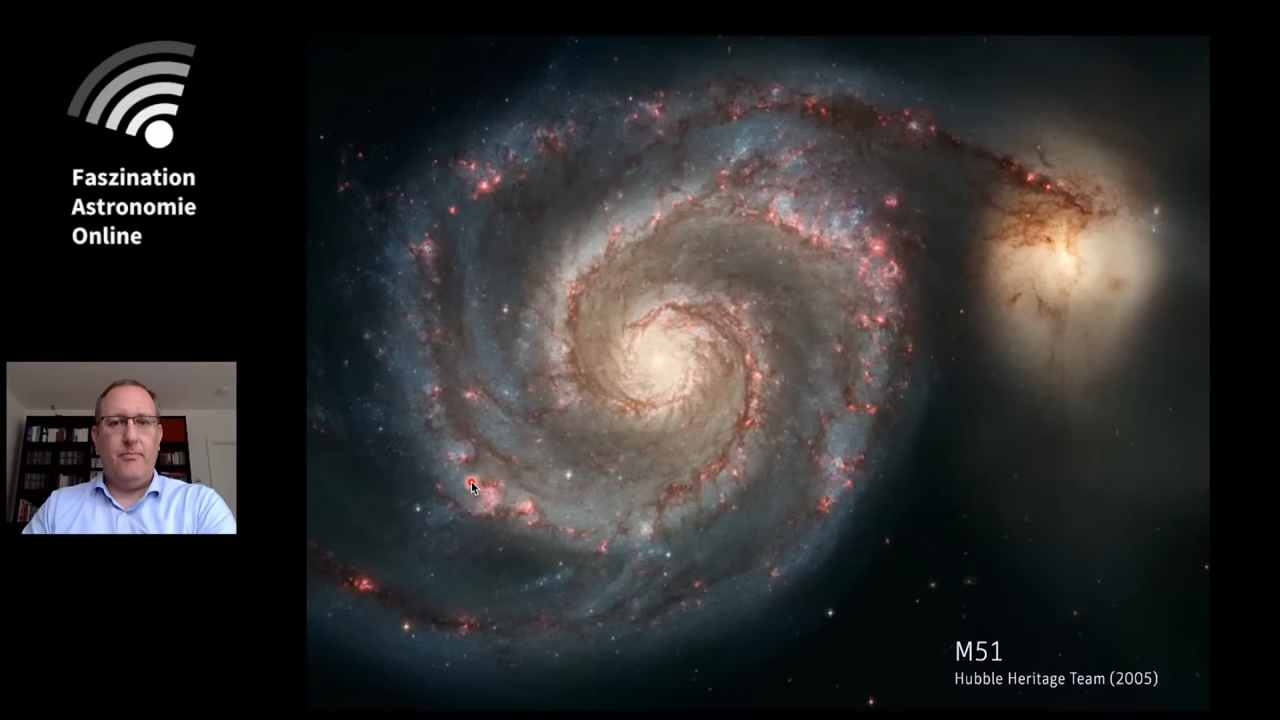 Faszination
Astronomie
Online
M51
Hubble Heritage Team (2005)